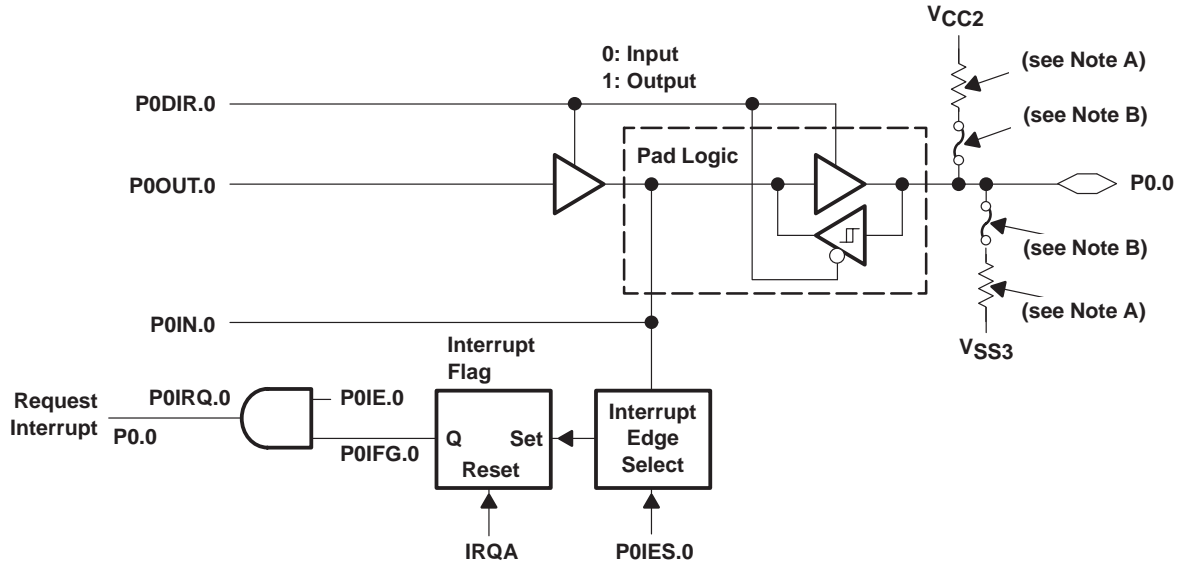 VCC2
(see Note A)
(see Note B)
0: Input
1: Output
P0DIR.0
Pad Logic
P0OUT.0
P0.0
(see Note B)
(see Note A)
VSS3
P0IN.0
Interrupt
Flag
Request
Interrupt
P0IRQ.0
P0.0
P0IE.0
P0IFG.0
Q
Set
Reset
Interrupt
Edge
Select
IRQA
P0IES.0